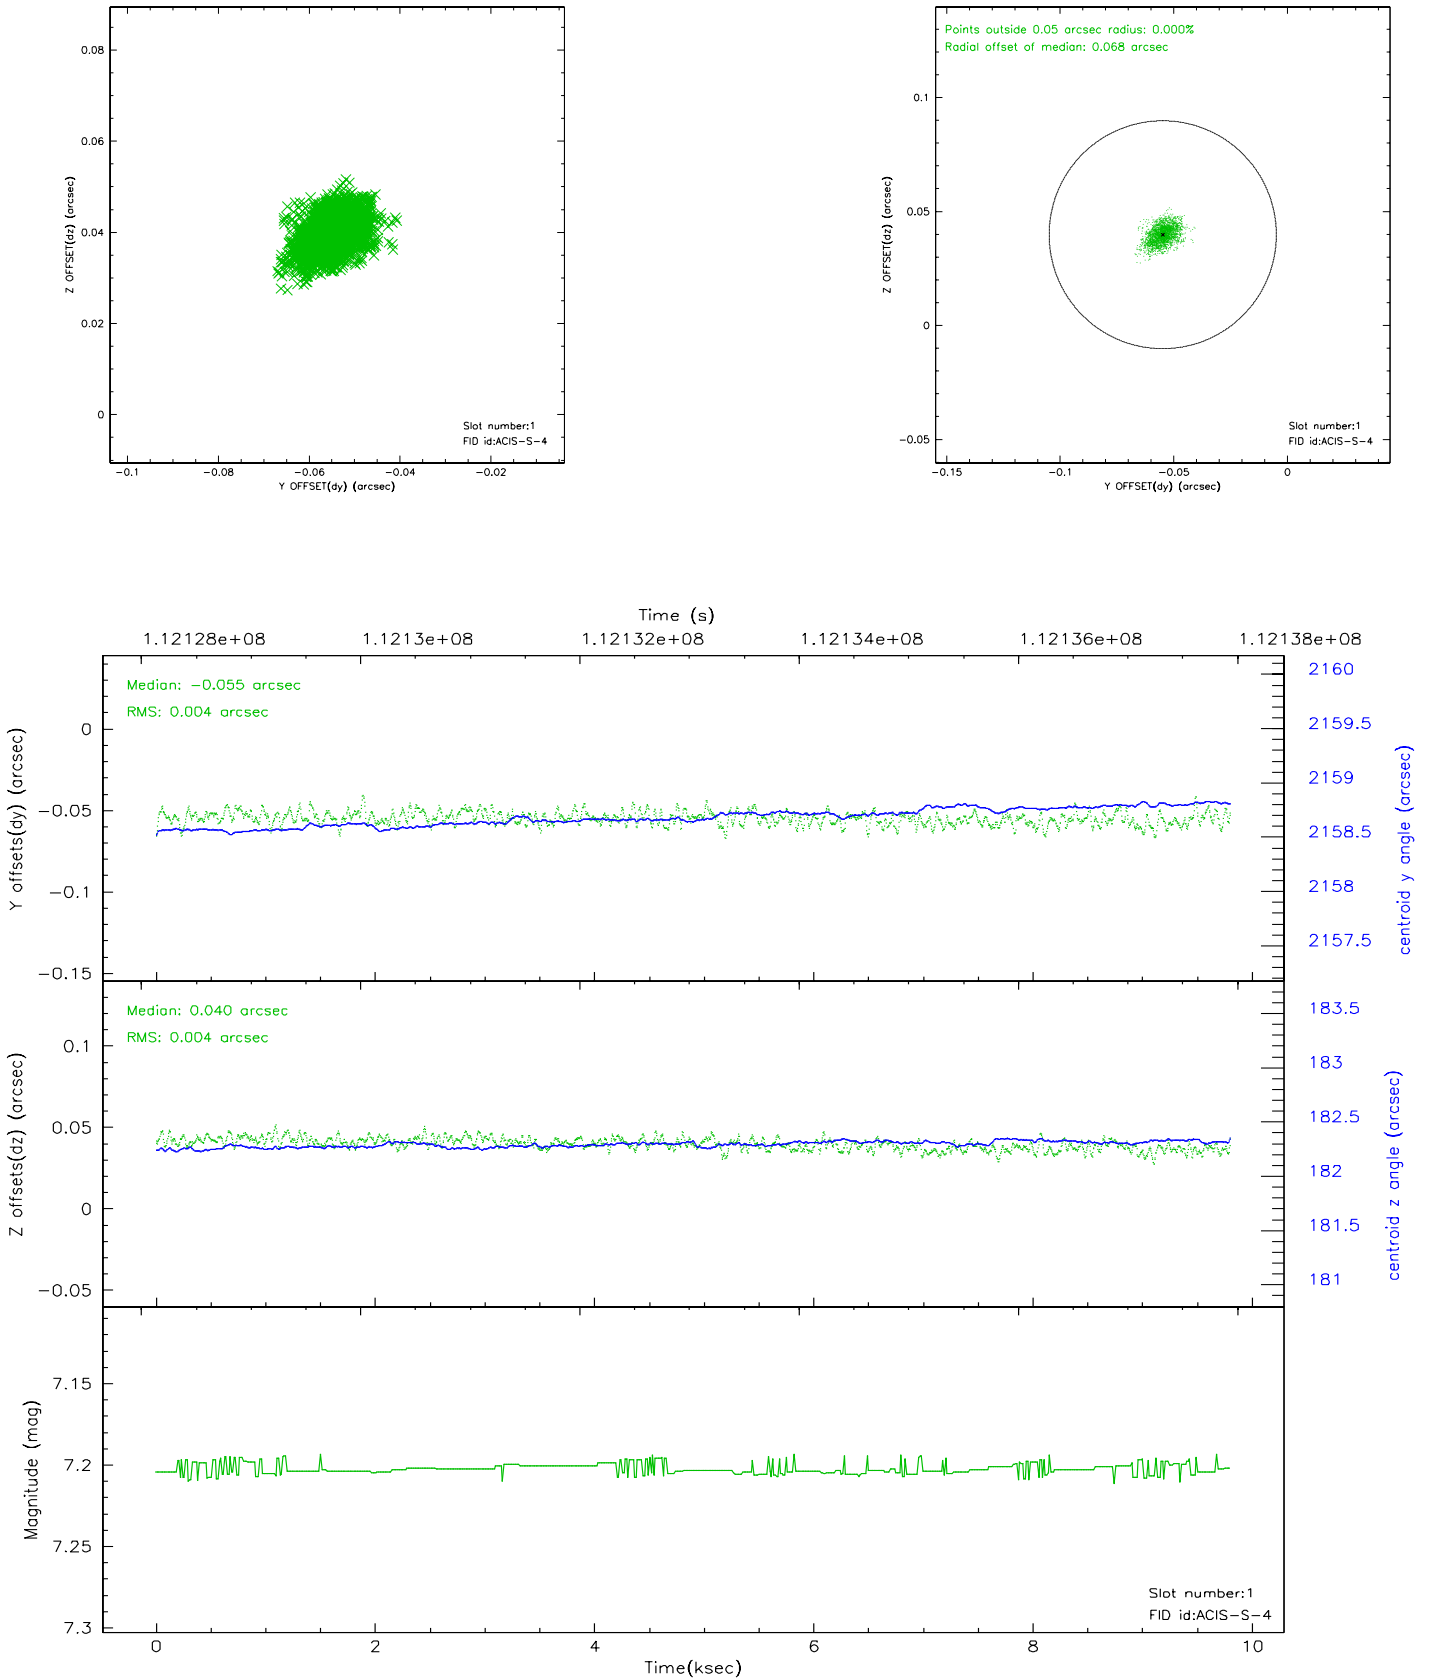 0.08
0.06
0.04
0.02
0
Z OFFSET(dz) (arcsec)
Slot number:1
FID id:ACIS-S-4
-0.1 -0.08 -0.06 -0.04 -0.02
Y OFFSET(dy) (arcsec)
Points outside 0.05 arcsec radius: 0.000%
Radial offset of median: 0.068 arcsec
0.1
0.05
0
-0.05
Z OFFSET(dz) (arcsec)
Slot number:1
FID id:ACIS-S-4
-0.15 -0.1 -0.05 0
Y OFFSET(dy) (arcsec)
Time (s)
1.12128e+08 1.1213e+08 1.12132e+08 1.12134e+08 1.12136e+08 1.12138e+08
Median: -0.055 arcsec
RMS: 0.004 arcsec
0
-0.05
-0.1
-0.15
Y offsets(dy) (arcsec)
2160
2159.5
2159
2158.5
2158
2157.5
centroid y angle (arcsec)
Median: 0.040 arcsec
RMS: 0.004 arcsec
0.1
0.05
0
-0.05
Z offsets(dz) (arcsec)
183.5
183
182.5
182
181.5
181
centroid z angle (arcsec)
7.15
7.2
7.25
7.3
Magnitude (mag)
Slot number:1
FID id:ACIS-S-4
0 2 4 6 8 10
Time(ksec)